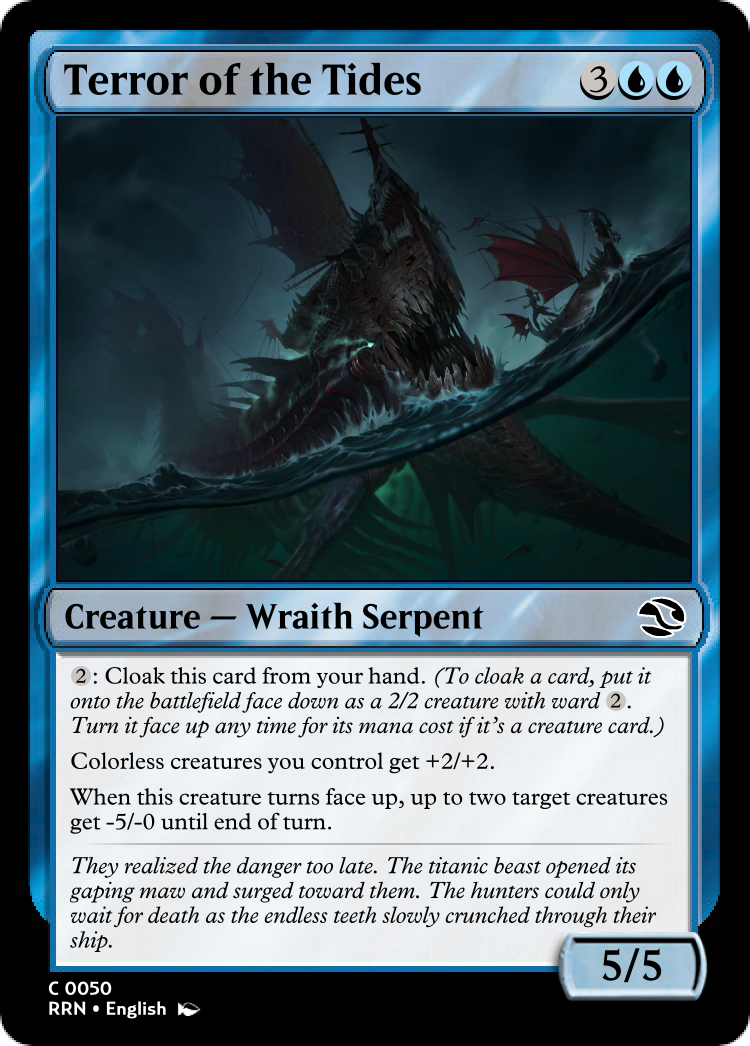 Terror of the Tides 3
Creature — Wraith Serpent
2: Cloak this card from your hand. (To cloak a card, put it
onto the battlefield face down as a 2/2 creature with ward 2.
Turn it face up any time for its mana cost if it's a creature card.)
Colorless creatures you control get +2/+2.
When this creature turns face up, up to two target creatures
get -5/-0 until end of turn.
They realized the danger too late. The titanic beast opened its
gaping maw and surged toward them. The hunters could only
wait for death as the endless teeth slowly crunched through their
ship.
5/5
C 0050
RRN • English